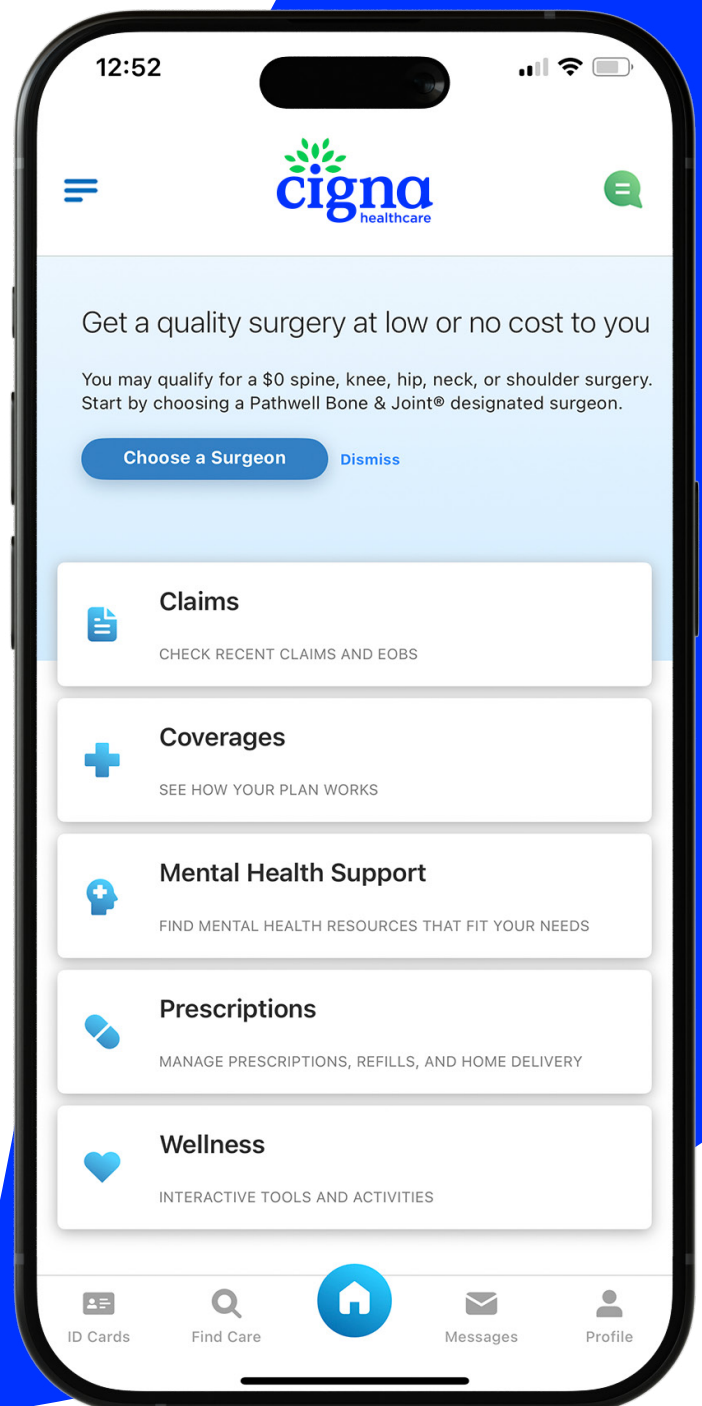 12:52
cigna
healthcare
Get a quality surgery at low or no cost to you
You may qualify for a $0 spine, knee, hip, neck, or shoulder surgery.
Start by choosing a Pathwell Bone & Joint® designated surgeon.
Choose a Surgeon
Dismiss
Claims
CHECK RECENT CLAIMS AND EOBS
Coverages
SEE HOW YOUR PLAN WORKS
Mental Health Support
FIND MENTAL HEALTH RESOURCES THAT FIT YOUR NEEDS
Prescriptions
MANAGE PRESCRIPTIONS, REFILLS, AND HOME DELIVERY
Wellness
INTERACTIVE TOOLS AND ACTIVITIES
ID Cards
Find Care
Messages
Profile